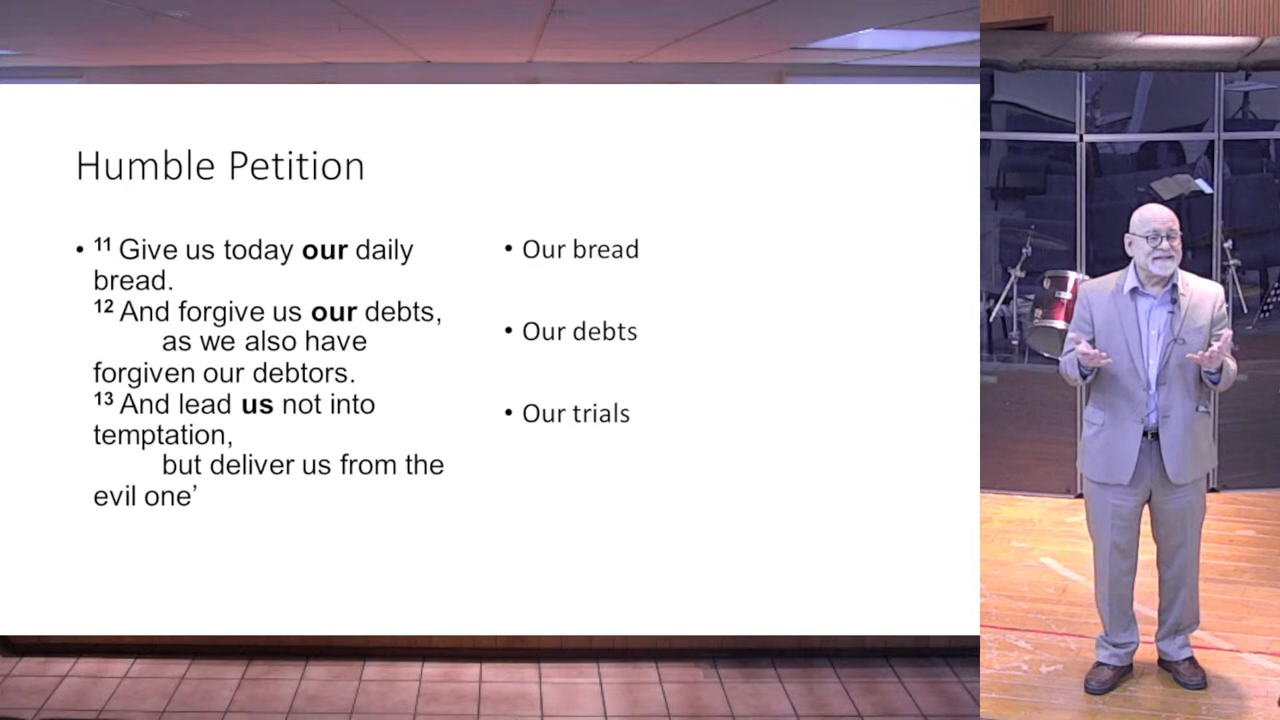 Humble Petition
• ¹¹ Give us today our daily
bread.
¹² And forgive us our debts,
as we also have
forgiven our debtors.
¹³ And lead us not into
temptation,
but deliver us from the
evil one’
• Our bread
• Our debts
• Our trials